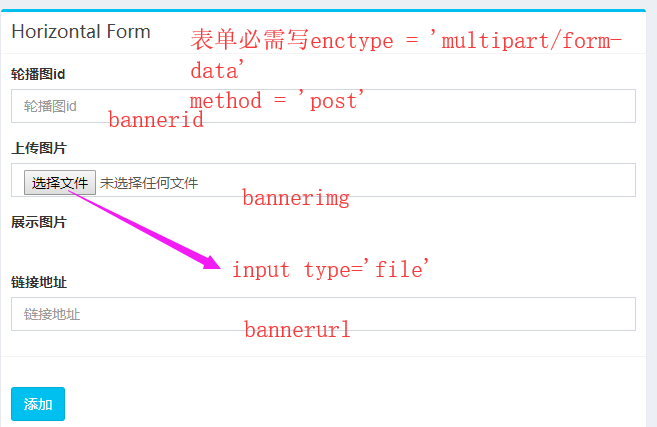 Horizontal Form
表单必需写enctype = 'multipart/form-
data'
method = 'post'
轮播图id
轮播图id
bannerid
上传图片
选择文件 未选择任何文件
bannerimg
展示图片
input type='file'
链接地址
链接地址
bannerurl
添加